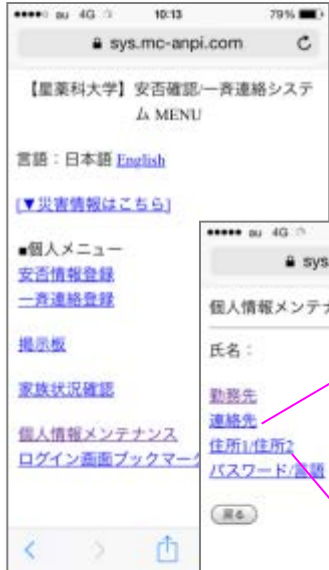 au 4G 10:13 79%
sys.mc-anpi.com
【星薬科大学】安否確認/一斉連絡システ
ム MENU
言語：日本語 English
[▼災害情報はこちら]
■個人メニュー
安否情報登録
一斉連絡登録
掲示板
家族状況確認
個人情報メンテナンス
ログイン画面ブックマーク
au 4G
sys
個人情報メンテナ
氏名：
勤務先
連絡先
住所1/住所2
パスワード/言語
戻る